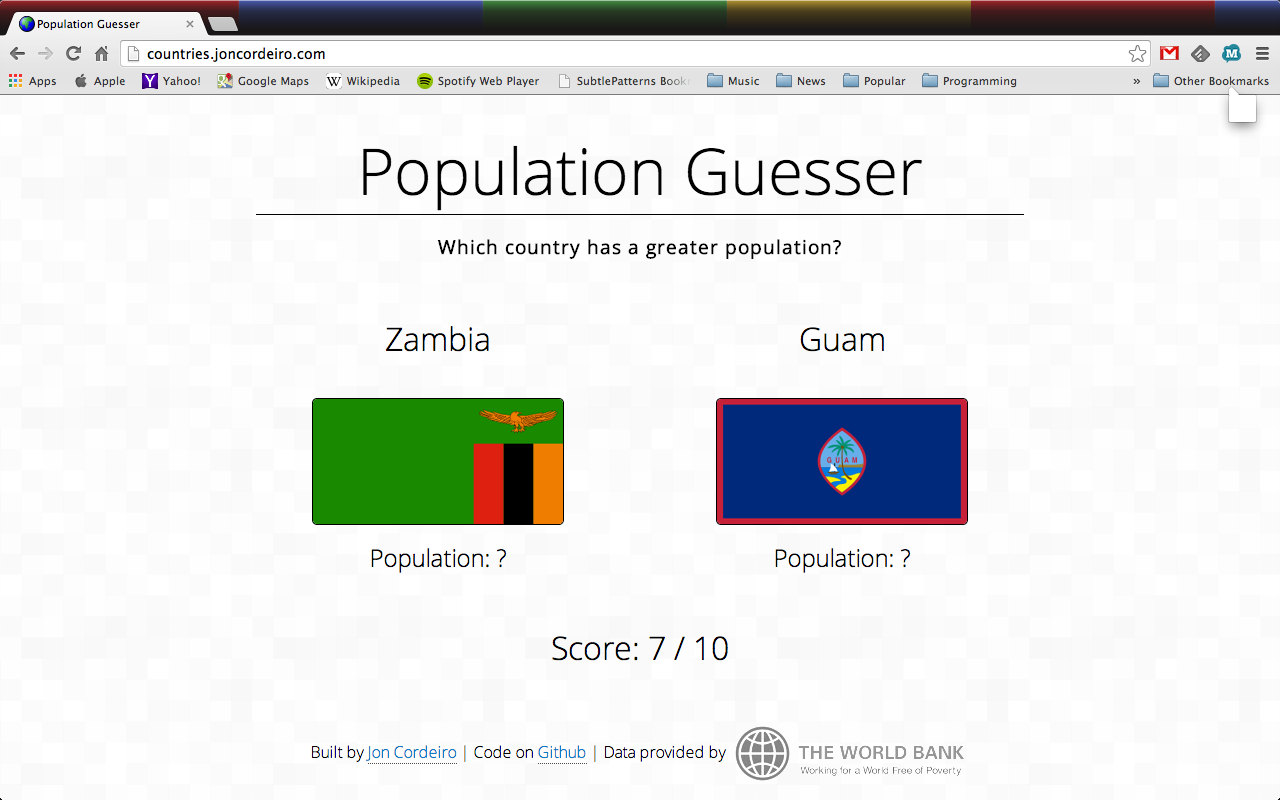 Population Guesser
countries.joncordeiro.com
M
Apps Apple Yahoo! Google Maps W Wikipedia Spotify Web Player SubtlePatterns Book Music News Popular Programming » Other Bookmarks
Population Guesser
Which country has a greater population?
Zambia Guam
GUAM
Population: ? Population: ?
Score: 7 / 10
Built by Jon Cordeiro | Code on Github | Data provided by THE WORLD BANK
Working for a World Free of Poverty